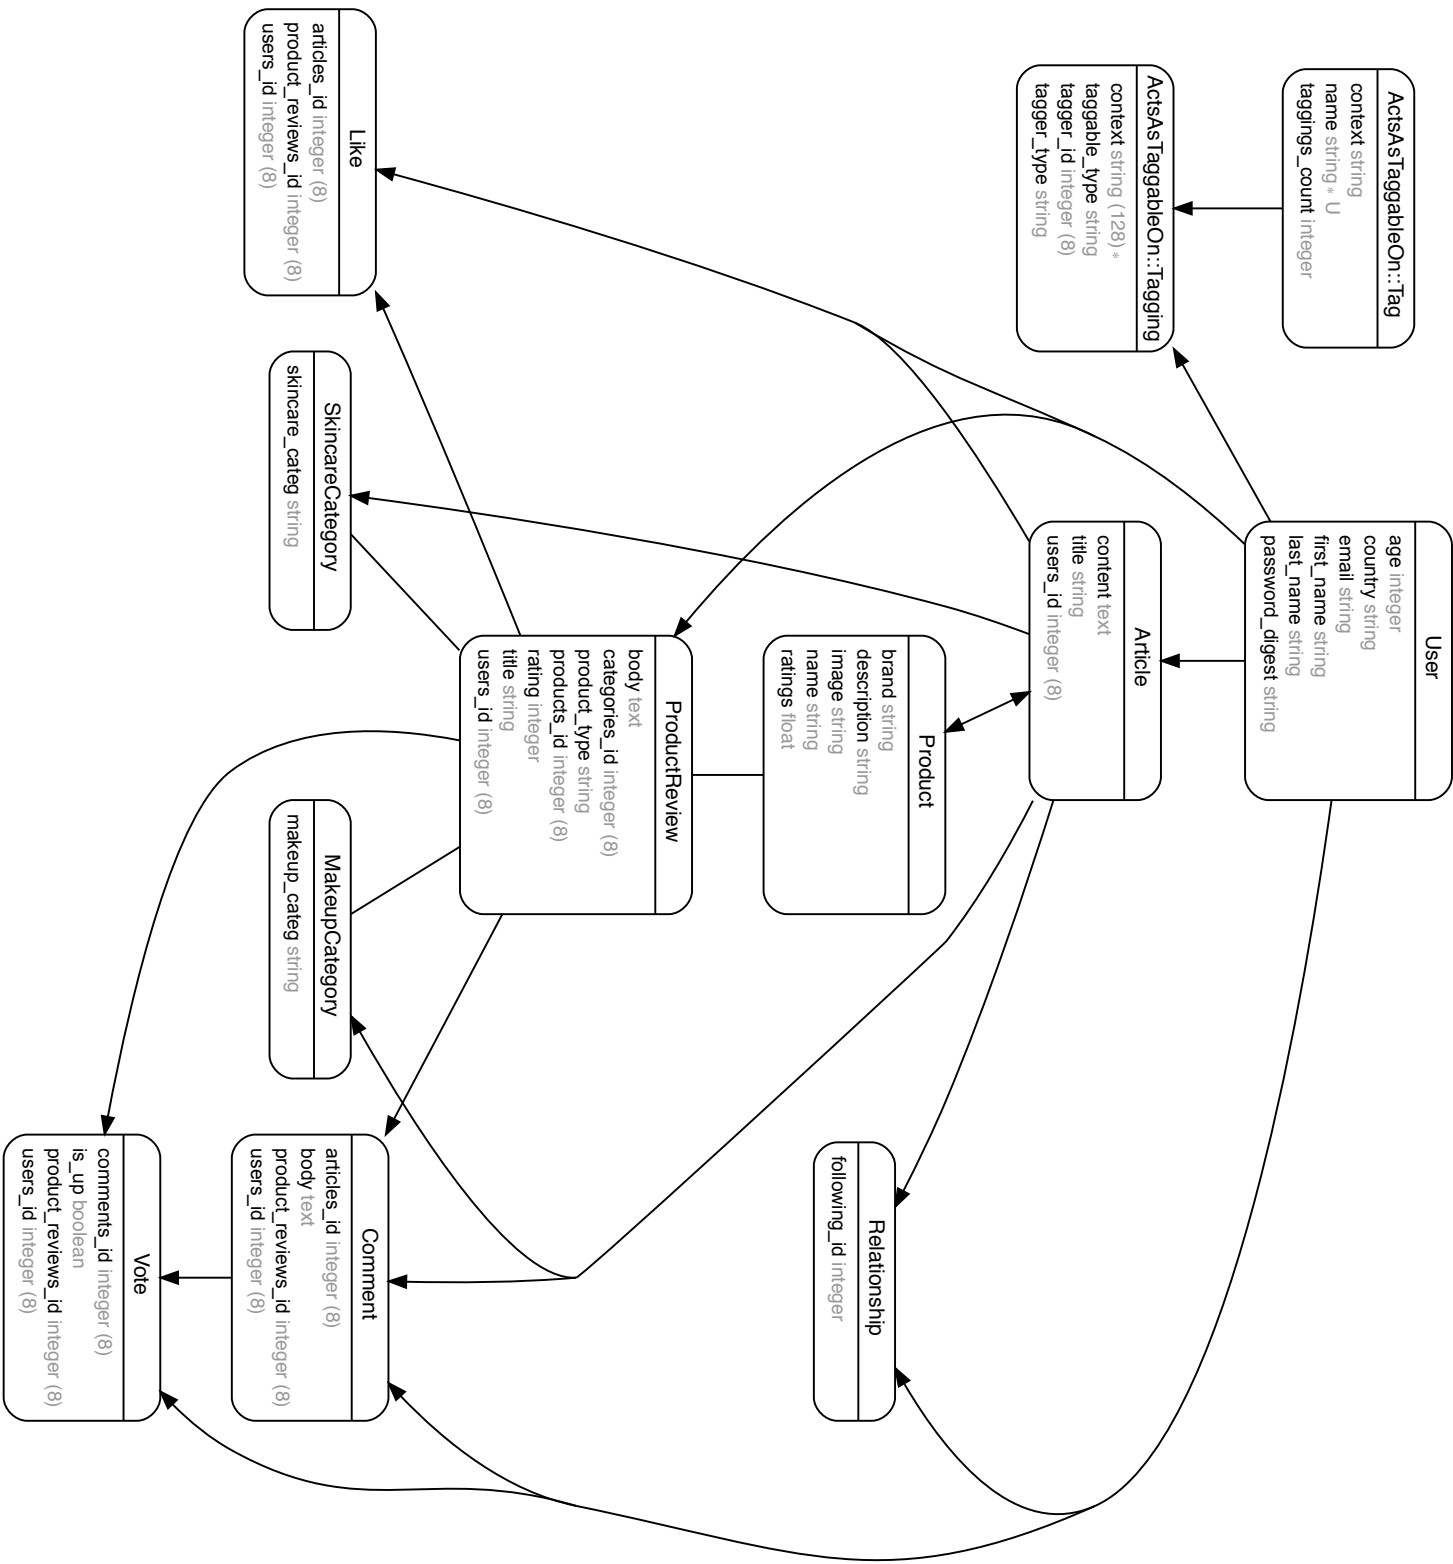 ActsAsTaggableOn::Tag
context string
name string ∗ U
taggings_count integer
ActsAsTaggableOn::Tagging
context string (128) ∗
taggable_type string
tagger_id integer (8)
tagger_type string
User
age integer
country string
email string
first_name string
last_name string
password_digest string
Article
content text
title string
users_id integer (8)
Product
brand string
description string
image string
name string
ratings float
ProductReview
body text
categories_id integer (8)
product_type string
products_id integer (8)
rating integer
title string
users_id integer (8)
Like
articles_id integer (8)
product_reviews_id integer (8)
users_id integer (8)
SkincareCategory
skincare_categ string
MakeupCategory
makeup_categ string
Relationship
following_id integer
Comment
articles_id integer (8)
body text
product_reviews_id integer (8)
users_id integer (8)
Vote
comments_id integer (8)
is_up boolean
product_reviews_id integer (8)
users_id integer (8)